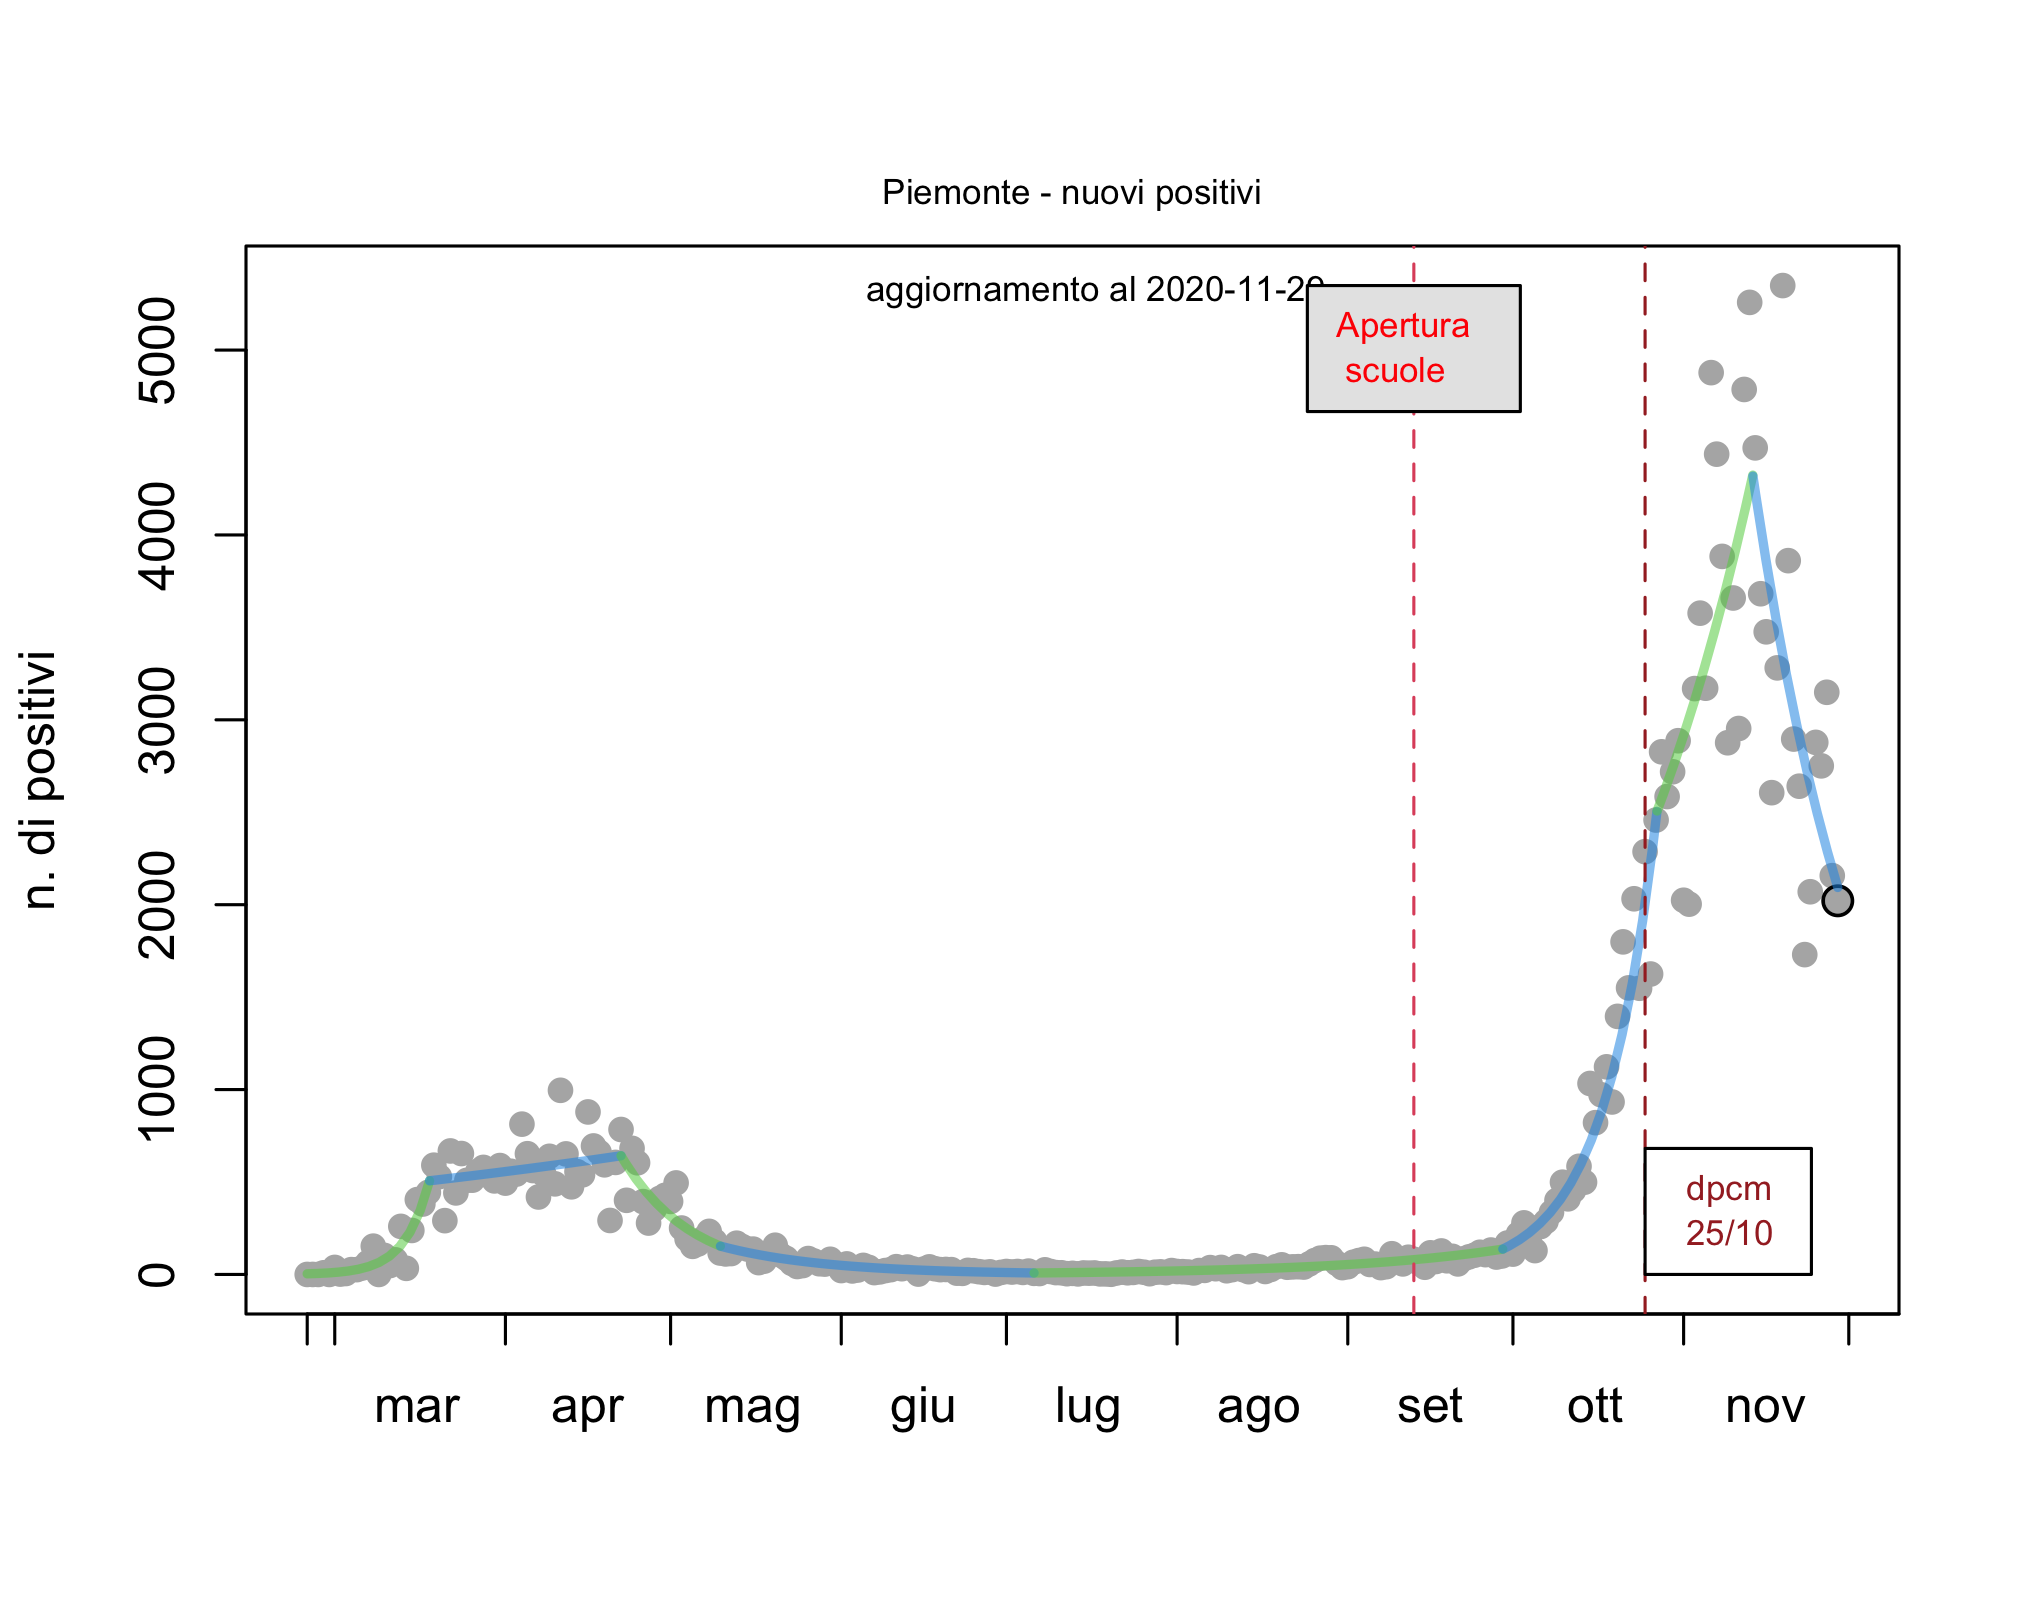 Piemonte - nuovi positivi
aggiornamento al 2020-11-29
Apertura
scuole
n. di positivi
5000
4000
3000
2000
1000
0
dpcm
25/10
mar apr mag giu lug ago set ott nov